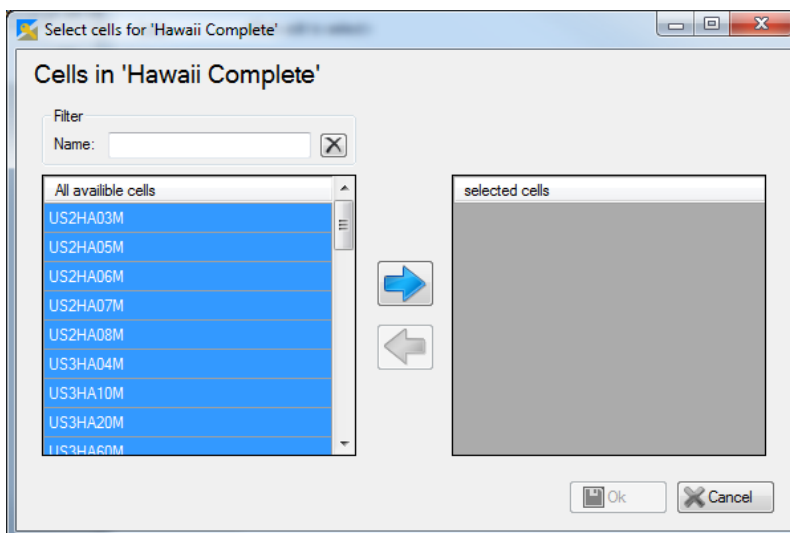 Select cells for 'Hawaii Complete'
Cells in 'Hawaii Complete'
Filter
Name:
All availible cells
US2HA03M
US2HA05M
US2HA06M
US2HA07M
US2HA08M
US3HA04M
US3HA10M
US3HA20M
US3HA60M
selected cells
Ok
Cancel